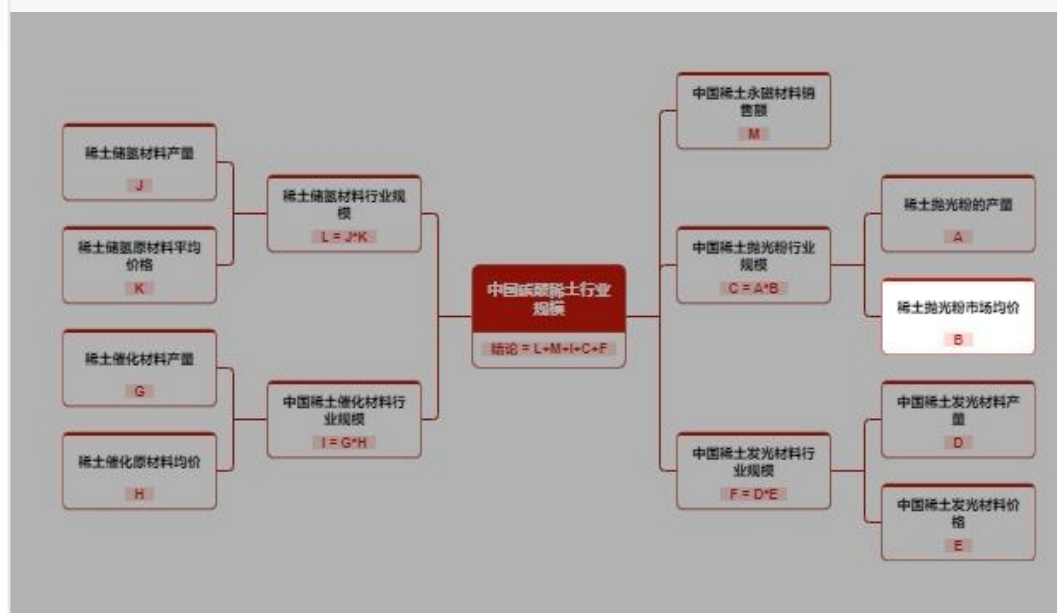 中国稀土永磁材料销
售额
M
稀土储氢材料产量
J
稀土储氢材料行业规
模
L = J*K
稀土储氢原材料平均
价格
K
稀土抛光粉的产量
A
中国稀土抛光粉行业
规模
C = A*B
稀土抛光粉市场均价
B
中国碳酸稀土行业
规模
结论 = L+M+I+C+F
稀土催化材料产量
G
中国稀土催化材料行
业规模
I = G*H
稀土催化原材料均价
H
中国稀土发光材料产
量
D
中国稀土发光材料行
业规模
F = D*E
中国稀土发光材料价
格
E